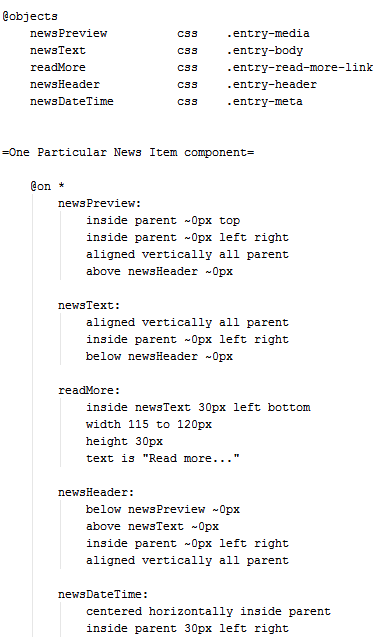 @objects
newsPreview css .entry-media
newsText css .entry-body
readMore css .entry-read-more-link
newsHeader css .entry-header
newsDateTime css .entry-meta
=One Particular News Item component=
@on *
newsPreview:
inside parent ~0px top
inside parent ~0px left right
aligned vertically all parent
above newsHeader ~0px
newsText:
aligned vertically all parent
inside parent ~0px left right
below newsHeader ~0px
readMore:
inside newsText 30px left bottom
width 115 to 120px
height 30px
text is "Read more..."
newsHeader:
below newsPreview ~0px
above newsText ~0px
inside parent ~0px left right
aligned vertically all parent
newsDateTime:
centered horizontally inside parent
inside parent 30px left right